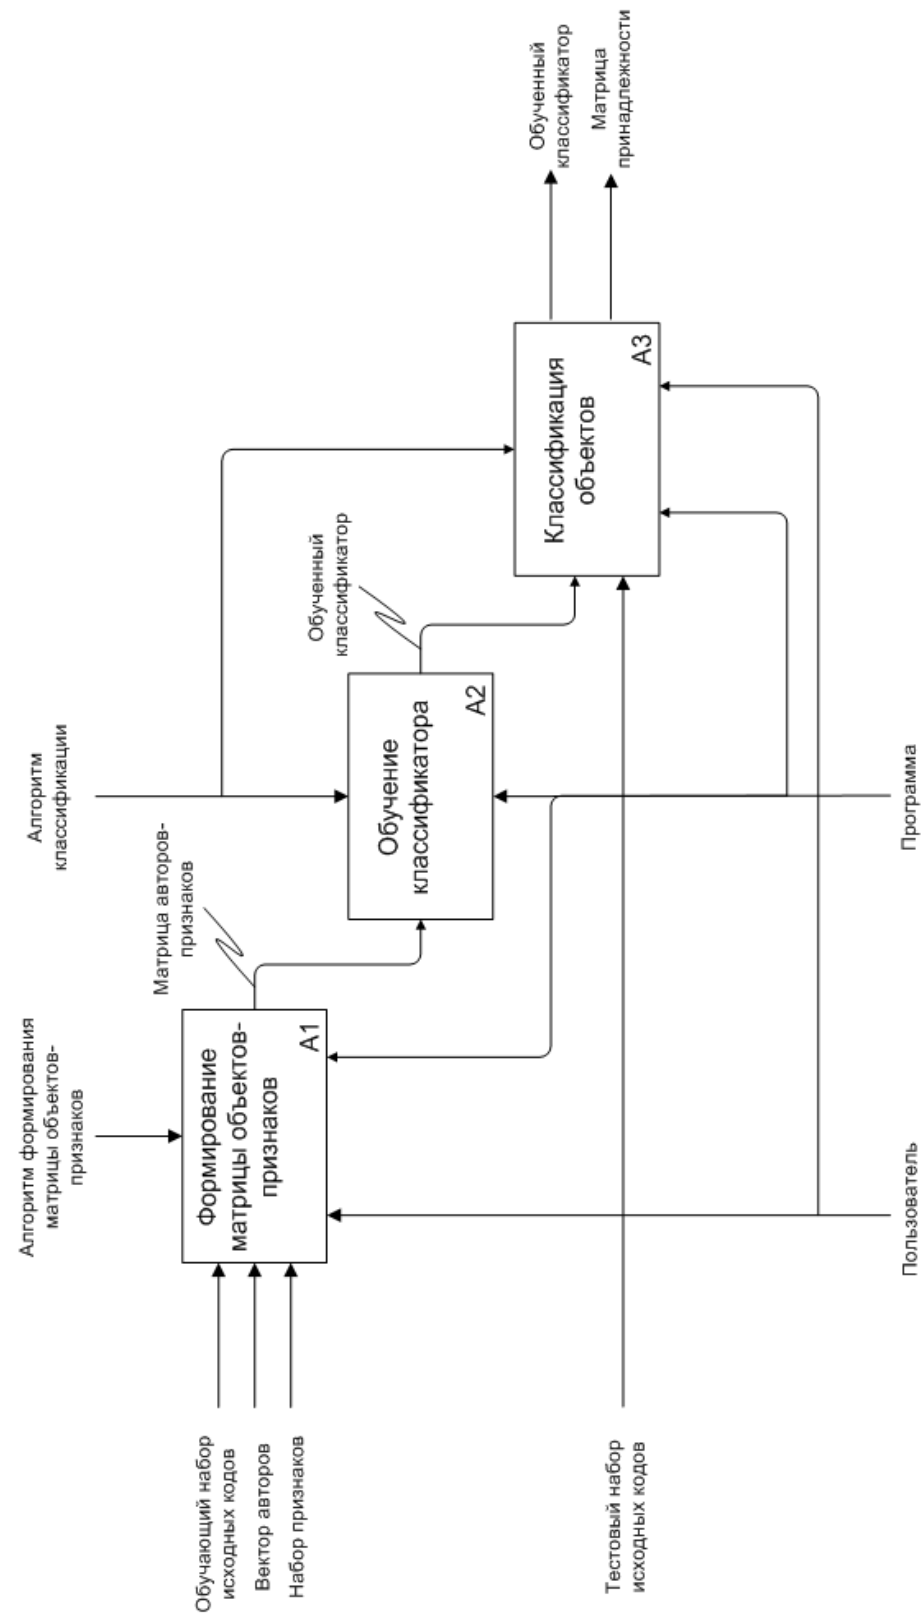 Алгоритм формирования
матрицы объектов-
признаков
Алгоритм
классификации
Матрица авторов-
признаков
Обученный
классификатор
Обученный
классификатор
Матрица
принадлежности
Обучающий набор
исходных кодов
Вектор авторов
Набор признаков
Формирование
матрицы объектов-
признаков
A1
Обучение
классификатора
A2
Классификация
объектов
A3
Тестовый набор
исходных кодов
Пользователь
Программа